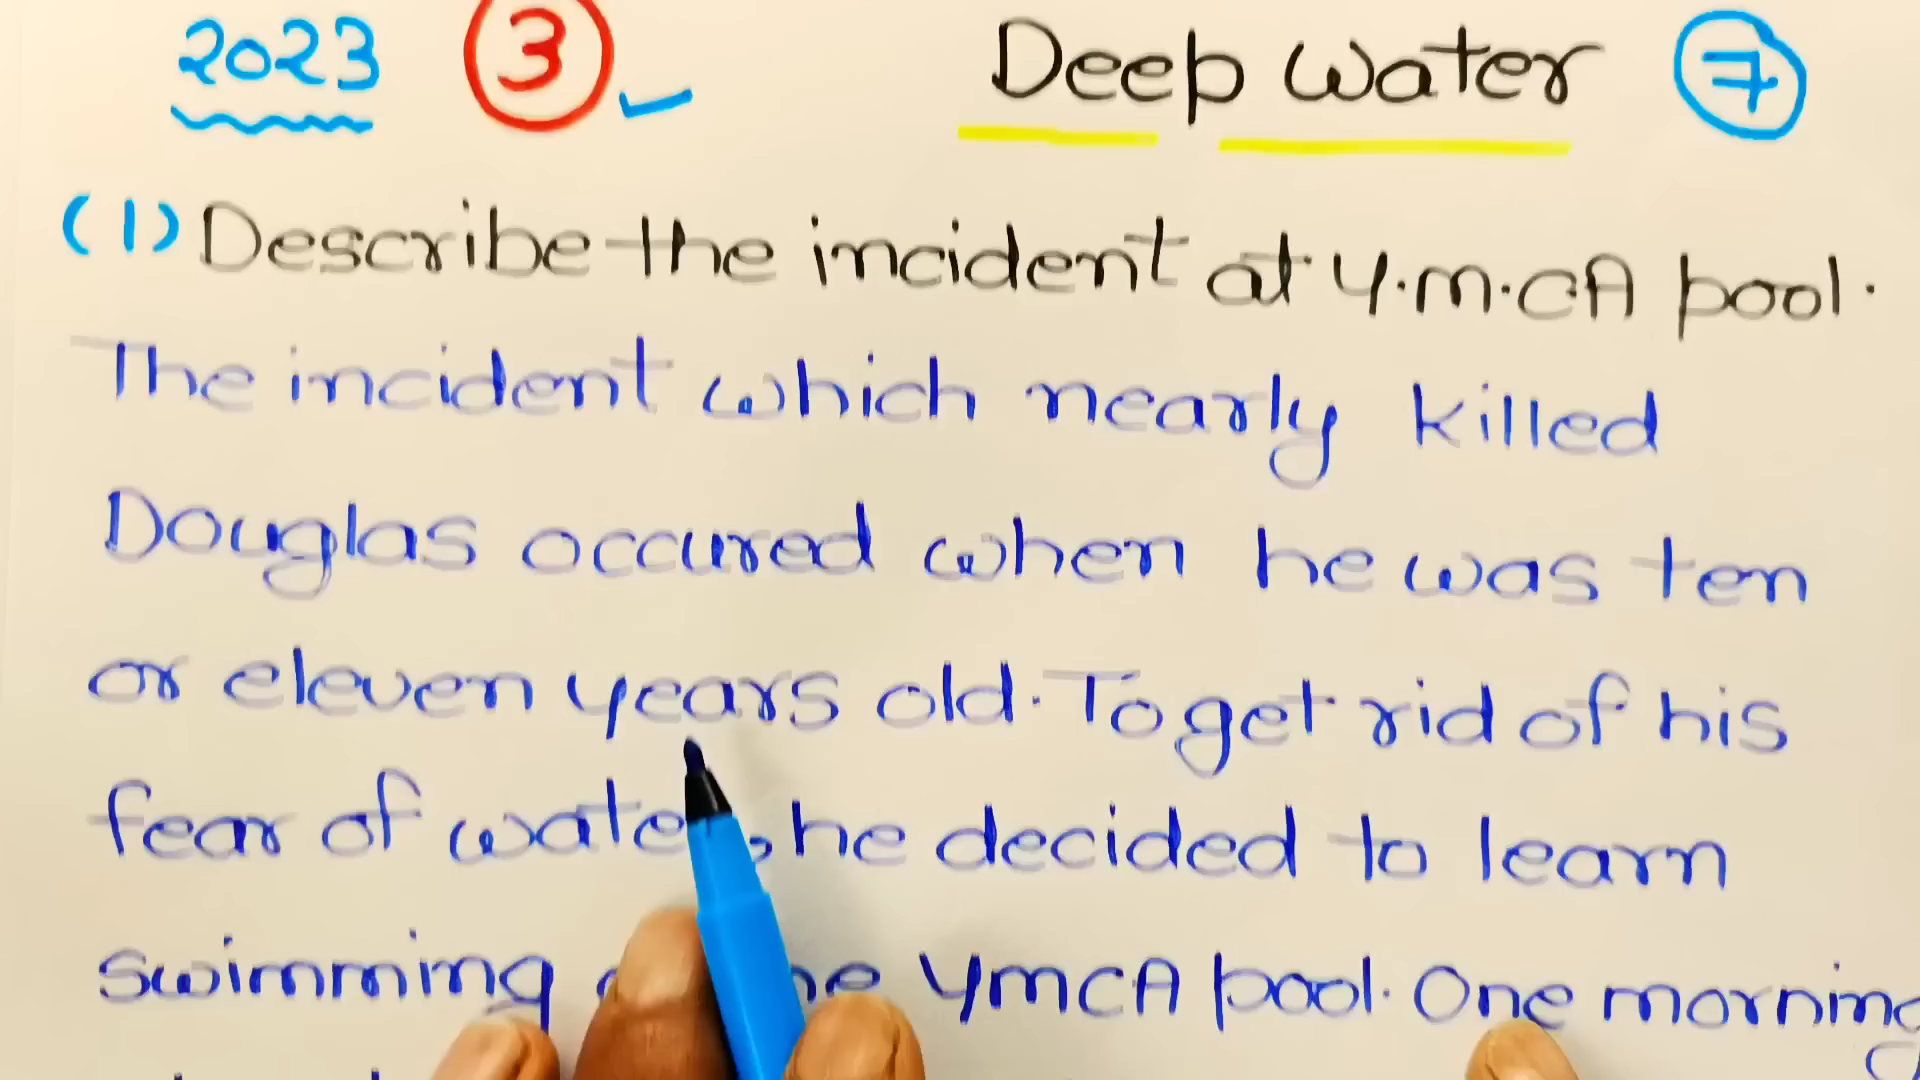 2023 3 Deep Water 7
(1) Describe the incident at Y.M.CA pool.
The incident which nearly killed
Douglas occured when he was ten
or eleven years old. To get rid of his
fear of water, he decided to learn
swimming YMCA pool. One morning